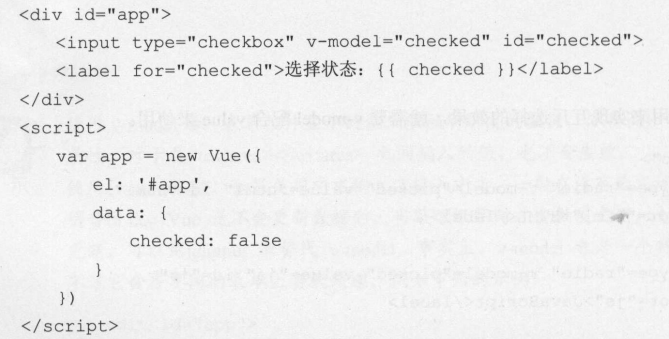 <div id="app">
<input type="checkbox" v-model="checked" id="checked">
<label for="checked">选择状态：{{ checked }}</label>
</div>
<script>
var app = new Vue({
el: '#app',
data: {
checked: false
}
})
</script>